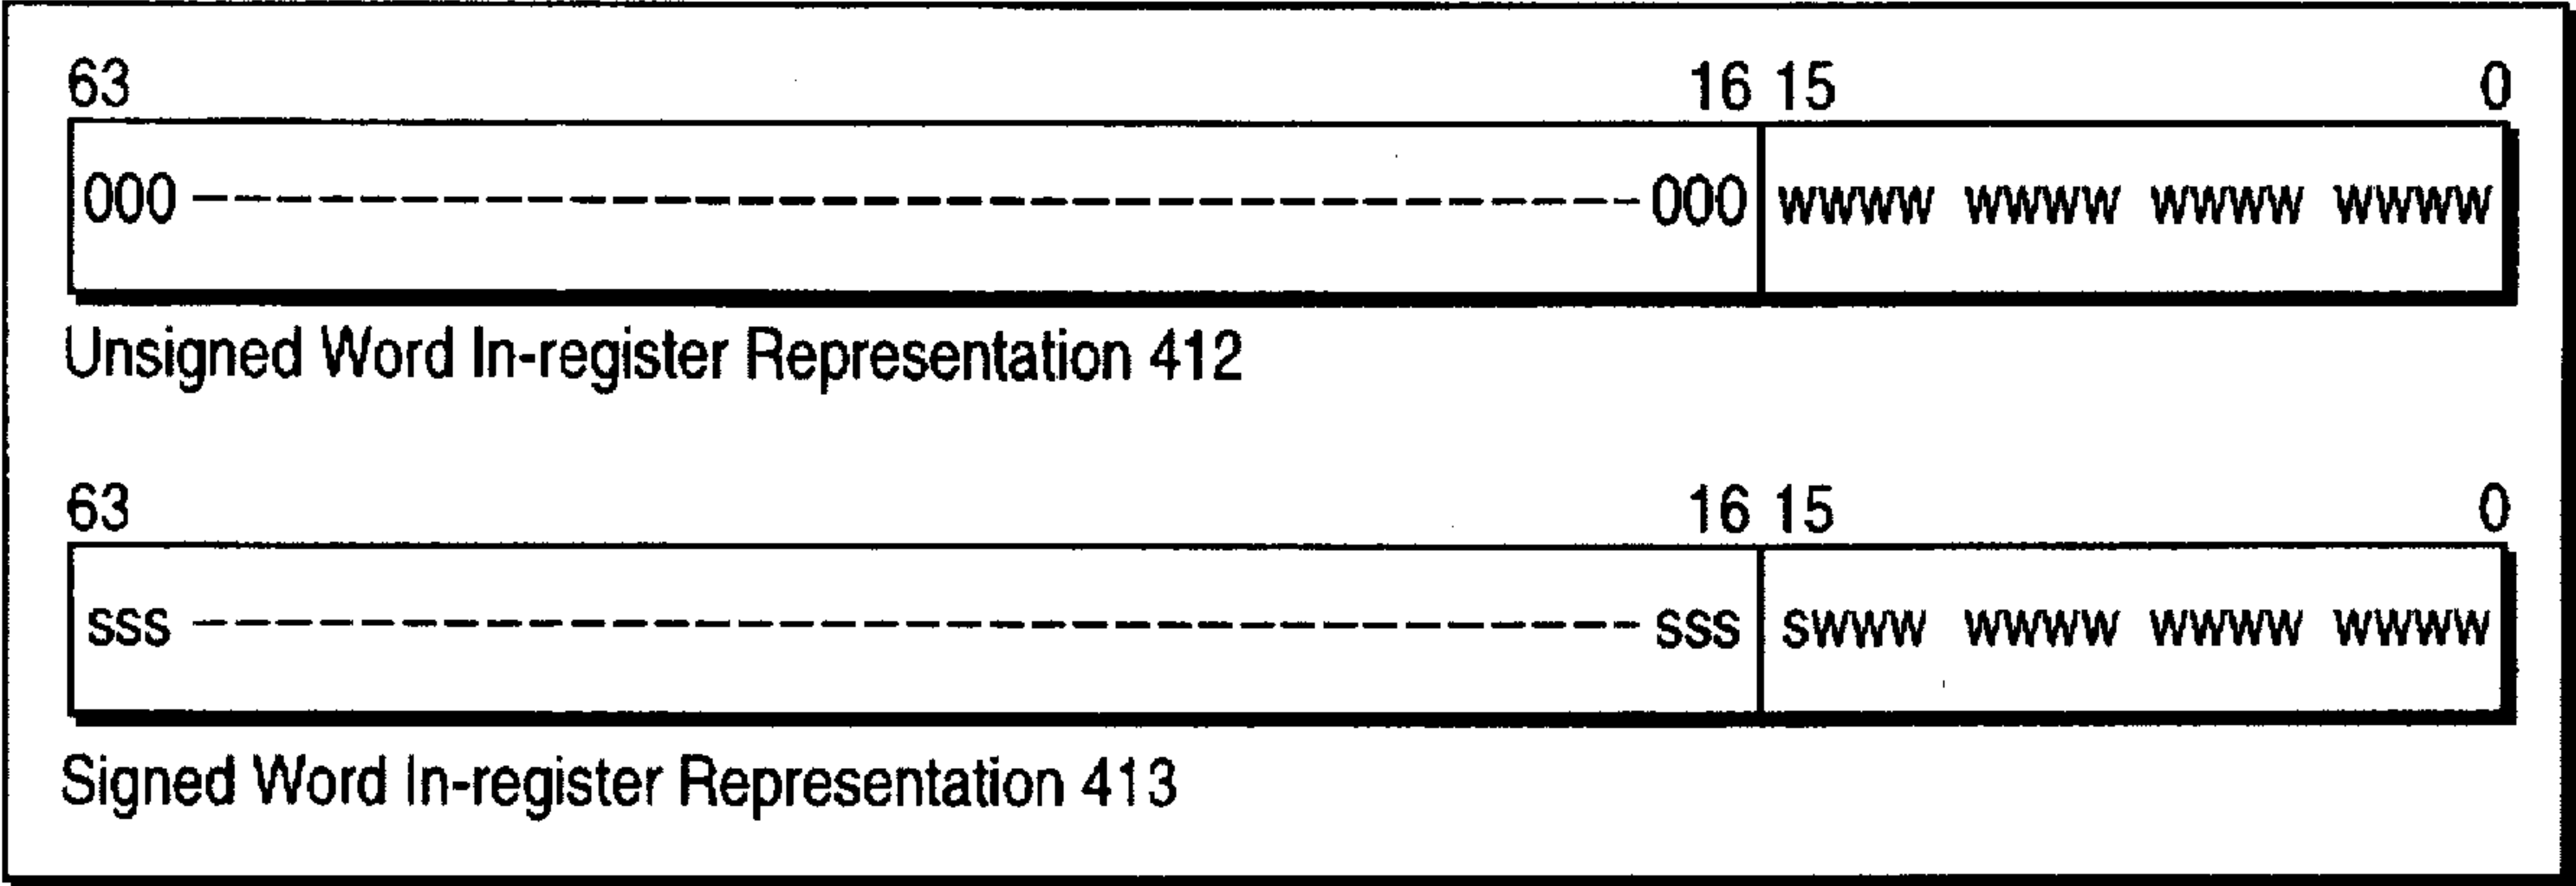 63 16 15 0
000 000 wwww wwww wwww wwww
Unsigned Word In-register Representation 412
63 16 15 0
sss sss swww wwww wwww wwww
Signed Word In-register Representation 413